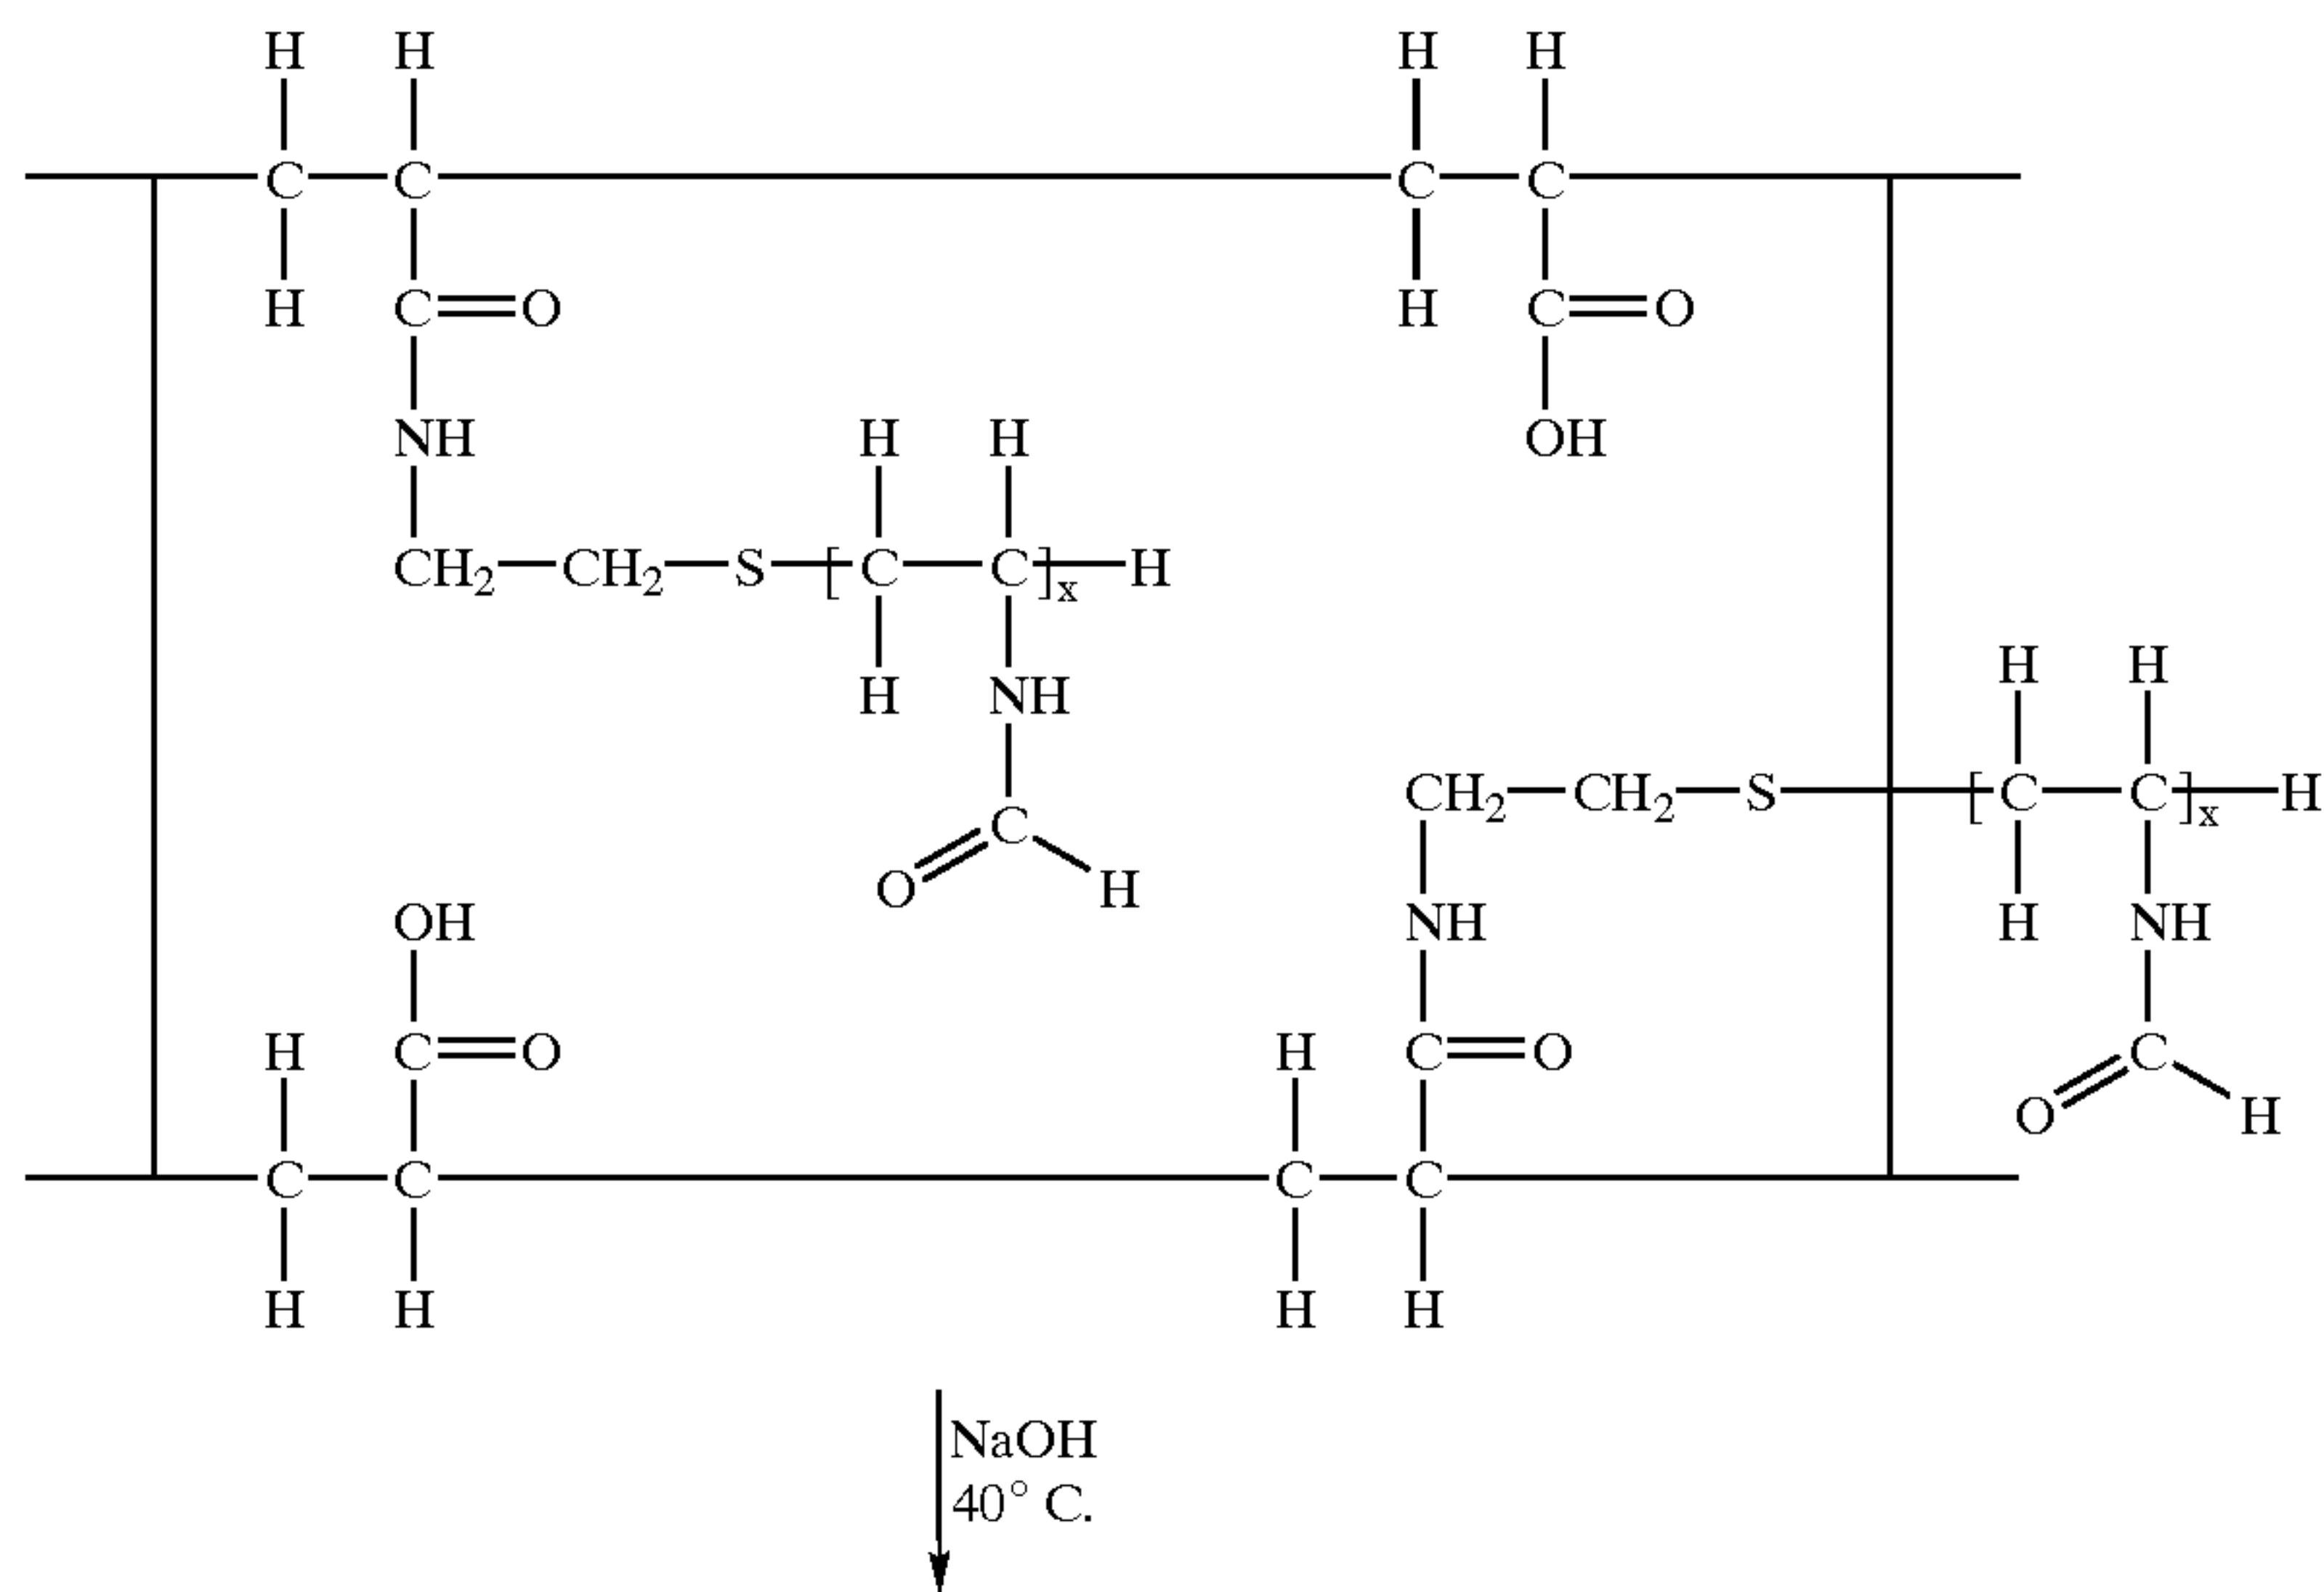 H H H H
C C C C
H C=O H C=O
NH H H OH
CH2—CH2—S—[C—C]x—H
H NH H H
CH2—CH2—S—[C—C]x—H
C
O H
OH NH H NH
H C=O H C=O C
O H
C C C C
H H H H
NaOH
40° C.